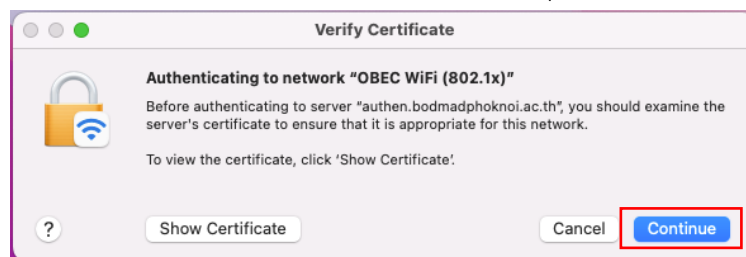 Verify Certificate
Authenticating to network “OBEC WiFi (802.1x)”
Before authenticating to server “authen.bodmadphoknoi.ac.th”, you should examine the
server’s certificate to ensure that it is appropriate for this network.
To view the certificate, click ‘Show Certificate’.
? Show Certificate Cancel Continue